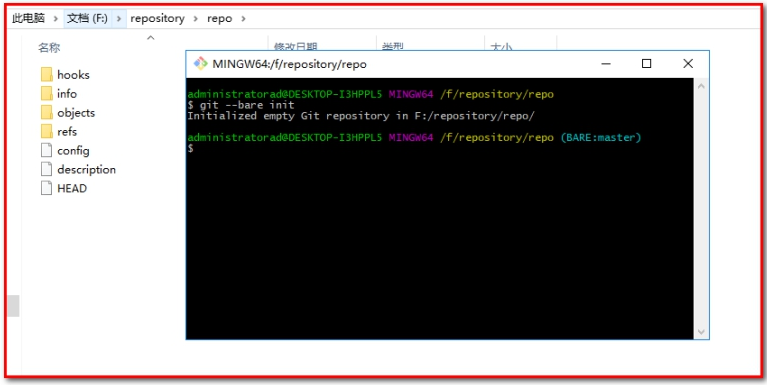 此电脑 > 文档 (F:) > repository > repo >
名称 修改日期 类型 大小
hooks
info
objects
refs
config
description
HEAD
MINGW64:/f/repository/repo
administratorad@DESKTOP-I3HPPL5 MINGW64 /f/repository/repo
$ git --bare init
Initialized empty Git repository in F:/repository/repo/
administratorad@DESKTOP-I3HPPL5 MINGW64 /f/repository/repo (BARE:master)
$